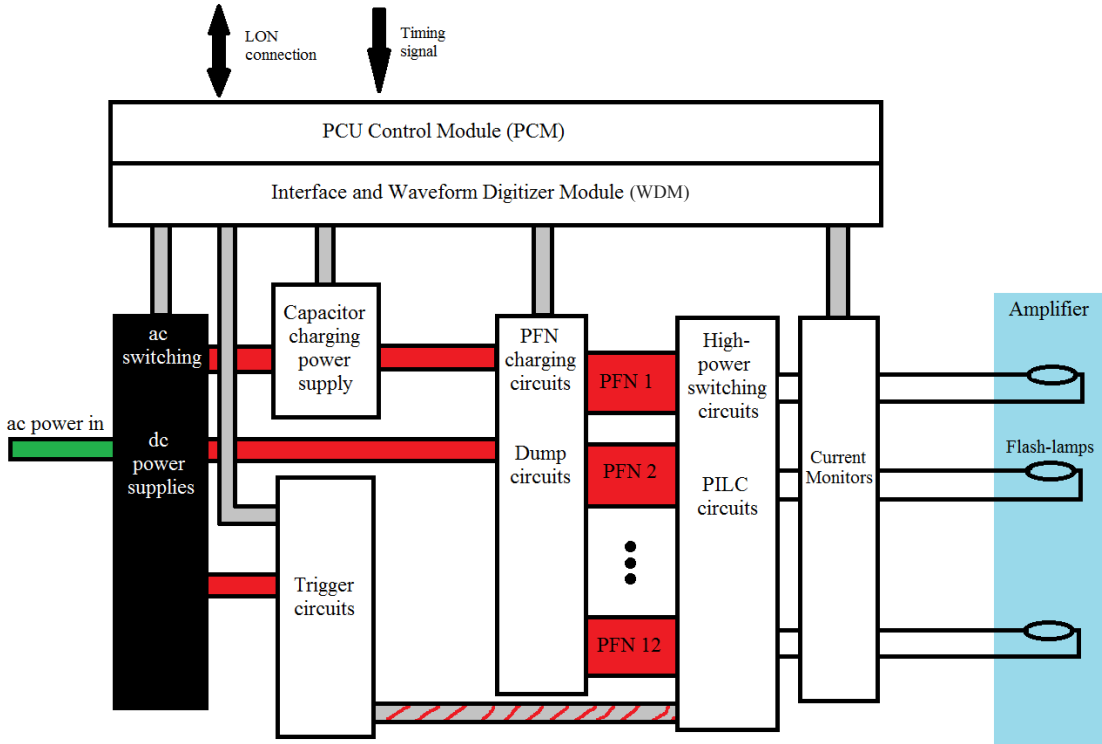 LON
connection
Timing
signal
PCU Control Module (PCM)
Interface and Waveform Digitizer Module (WDM)
ac
switching
dc
power
supplies
ac power in
Capacitor
charging
power
supply
Trigger
circuits
PFN
charging
circuits
Dump
circuits
PFN 1
PFN 2
PFN 12
High-
power
switching
circuits
PILC
circuits
Current
Monitors
Amplifier
Flash-lamps